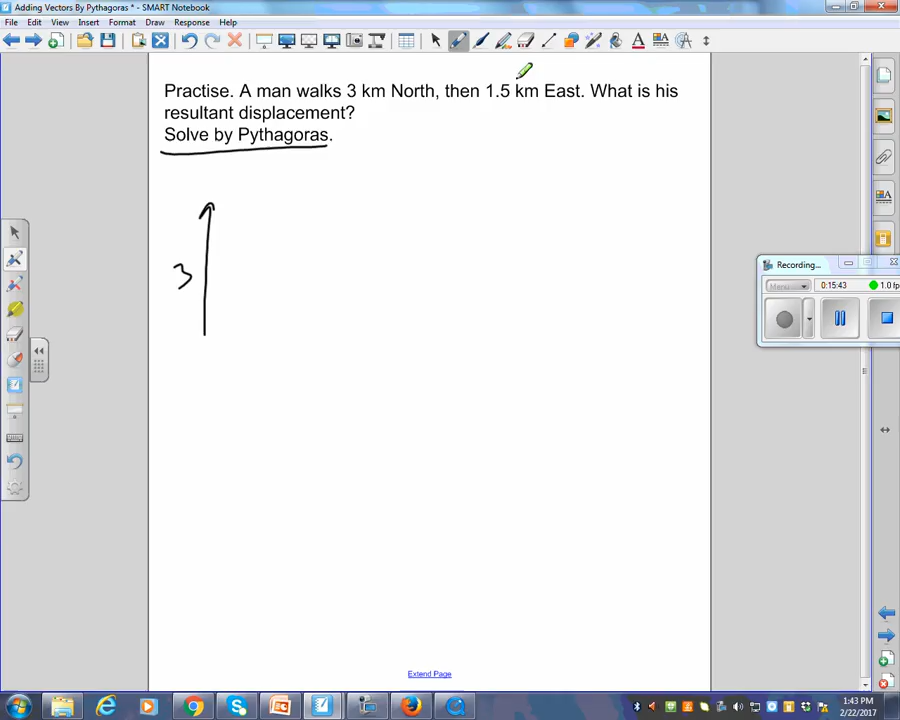 Adding Vectors By Pythagoras * - SMART Notebook
File Edit View Insert Format Draw Response Help
Practise. A man walks 3 km North, then 1.5 km East. What is his
resultant displacement?
Solve by Pythagoras.
3
Recording...
Menu 0:15:43 1.0 fp
Extend Page
1:43 PM
2/22/2017